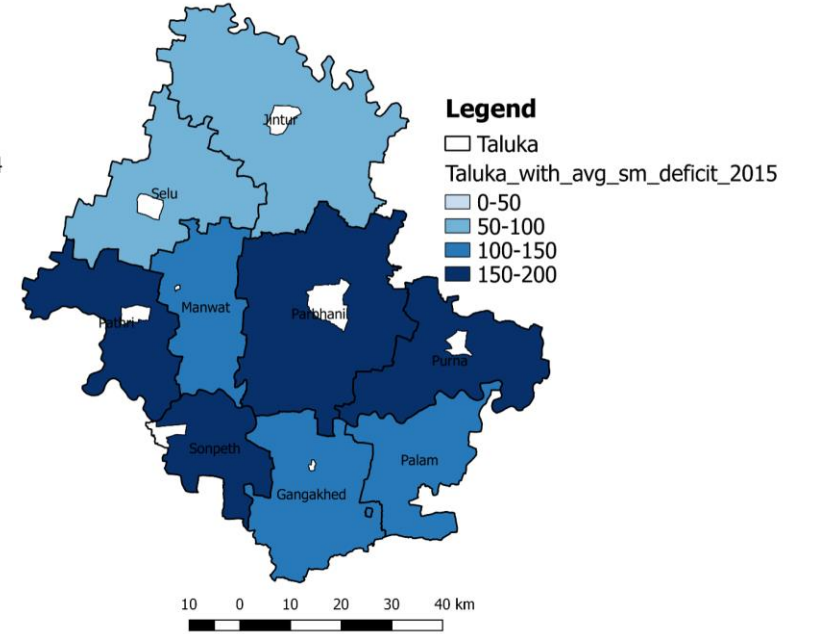 Jintur
Legend
Taluka
Taluka_with_avg_sm_deficit_2015
Selu
0-50
50-100
100-150
150-200
Manwat
Parbhani
Pathri
Purna
Sonpeth
Palam
Gangakhed
10 0 10 20 30 40 km